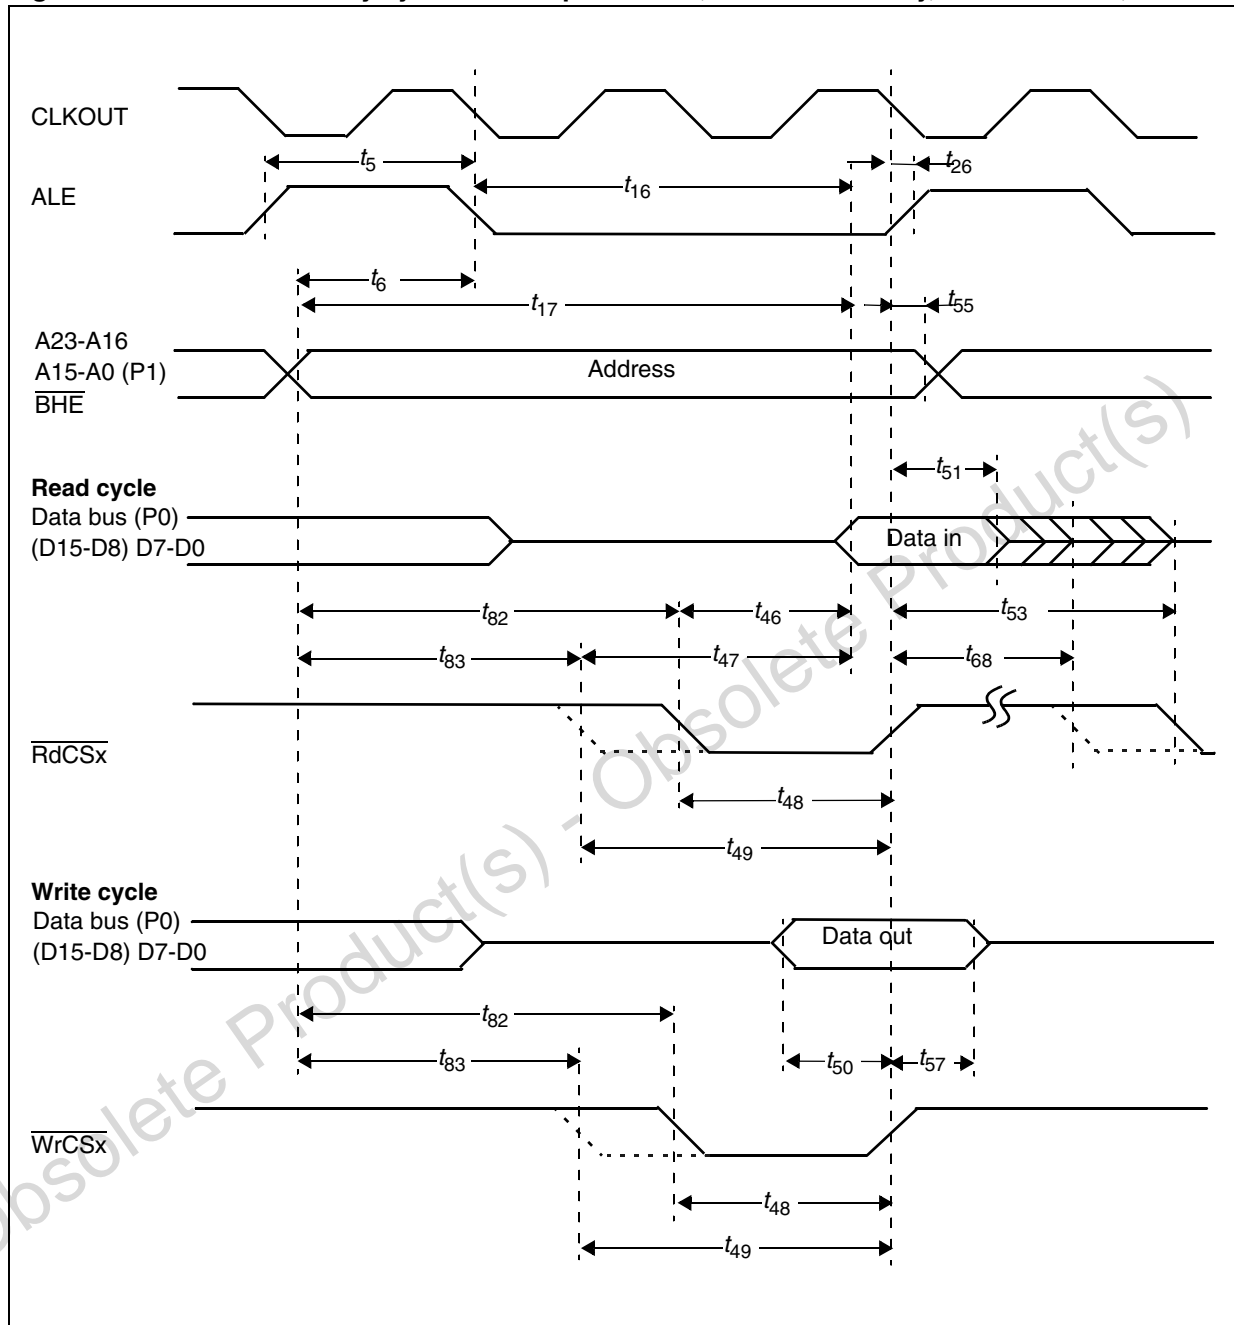 CLKOUT
t5
t26
ALE
t16
t6
t17
t55
A23-A16
A15-A0 (P1)
BHE
Address
t51
Read cycle
Data bus (P0)
(D15-D8) D7-D0
Data in
t82
t46
t53
t83
t47
t68
RdCSx
t48
t49
Write cycle
Data bus (P0)
(D15-D8) D7-D0
Data out
t82
t83
t50
t57
WrCSx
t48
t49
Obsolete Product(s) - Obsolete Product(s)